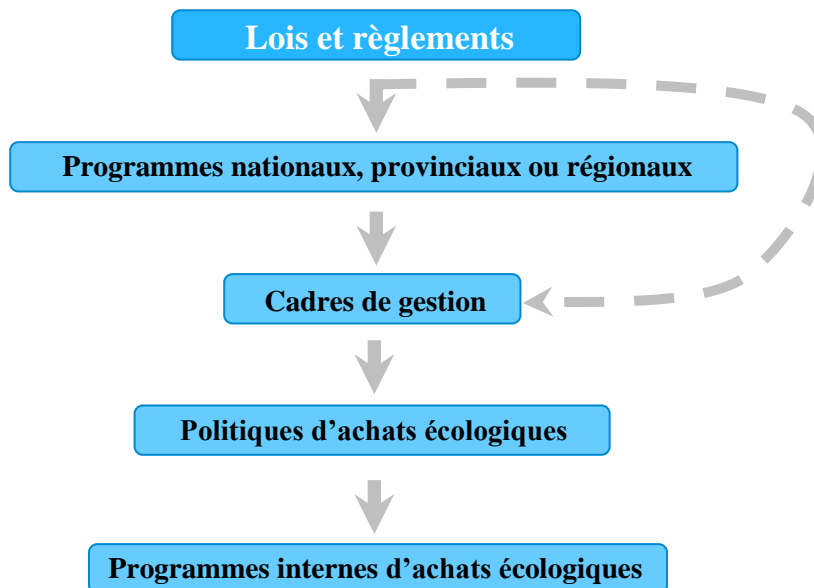 Lois et règlements
Programmes nationaux, provinciaux ou régionaux
Cadres de gestion
Politiques d’achats écologiques
Programmes internes d’achats écologiques